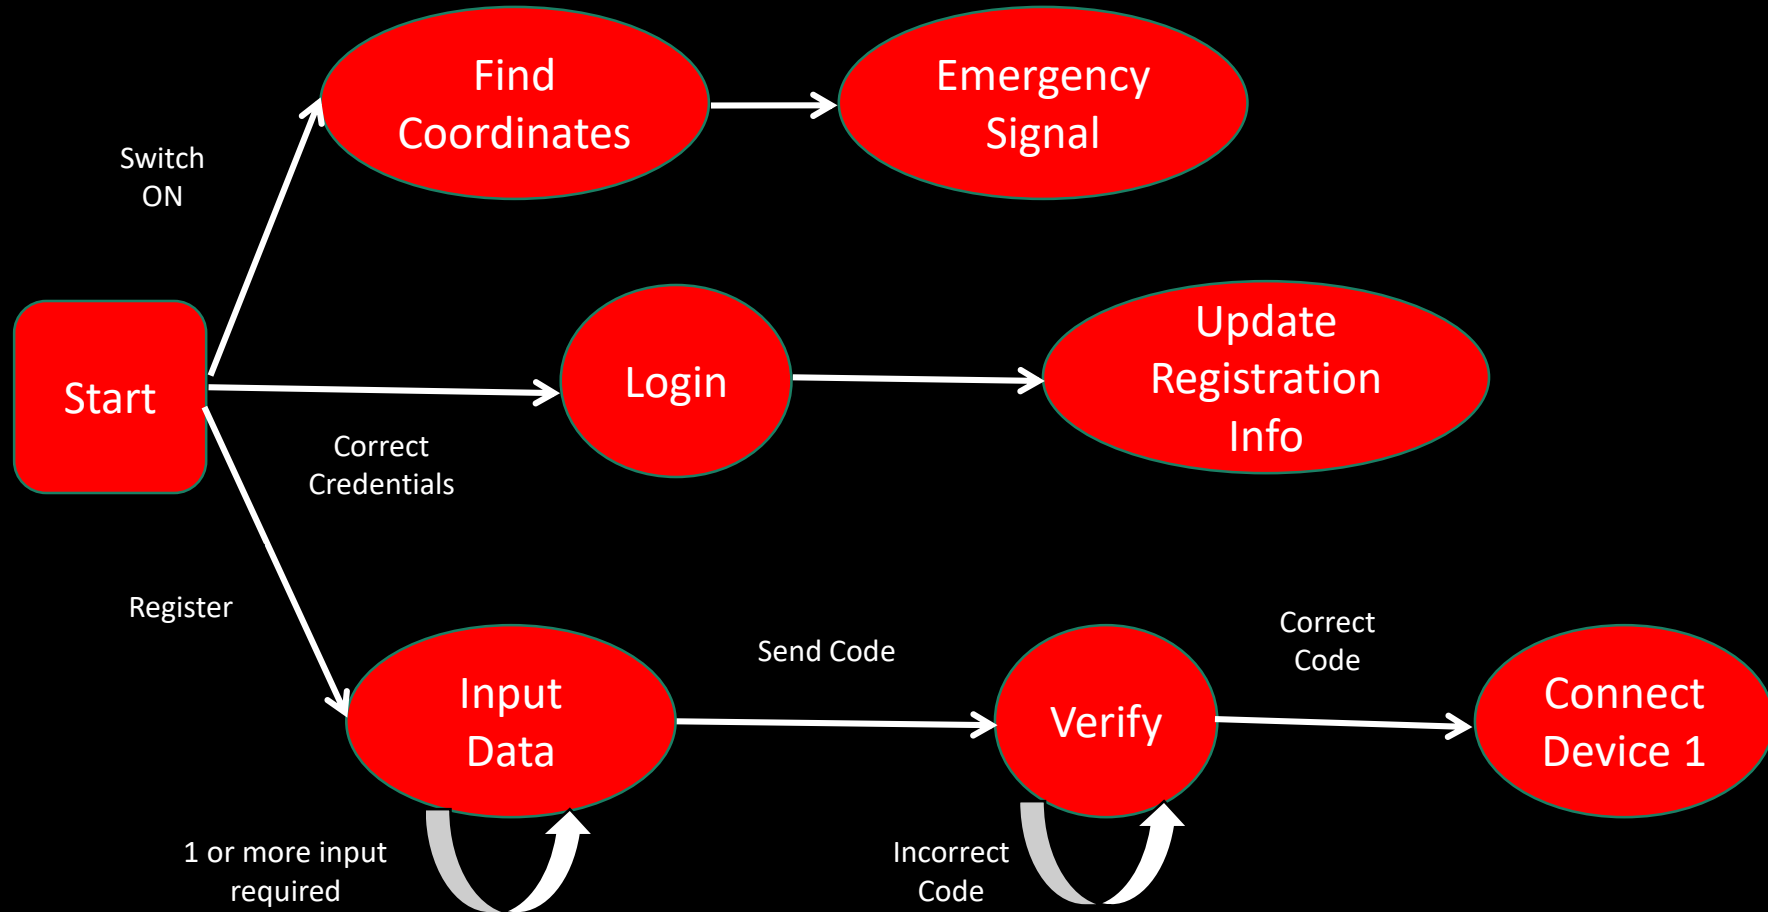 Find
Coordinates
Emergency
Signal
Switch
ON
Start
Login
Update
Registration
Info
Correct
Credentials
Register
Input
Data
Send Code
Verify
Correct
Code
Connect
Device 1
1 or more input
required
Incorrect
Code